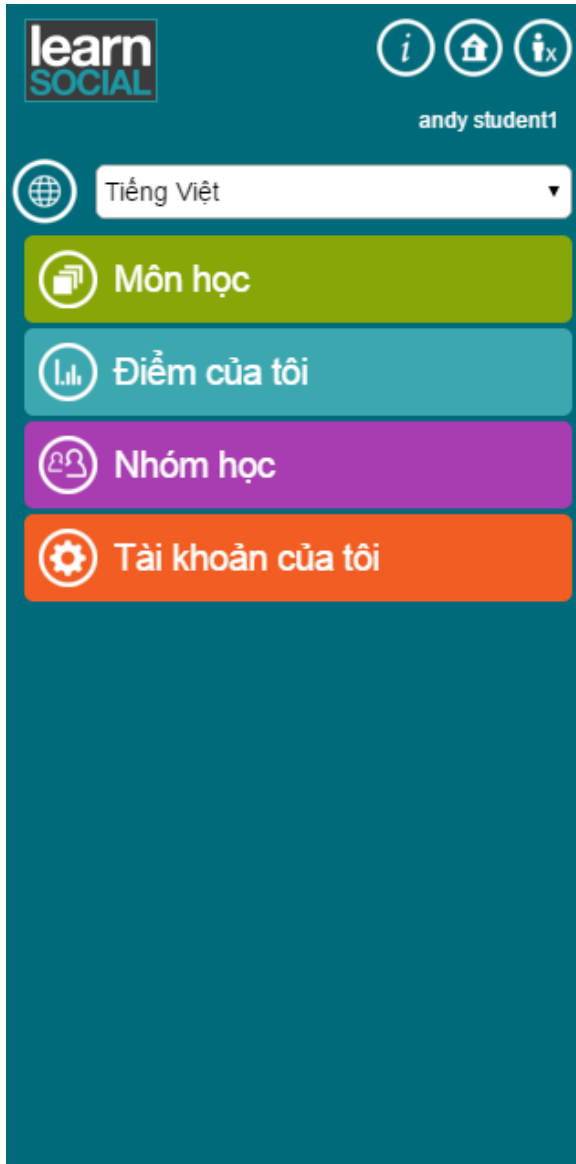 learn
SOCIAL
andy student1
Tiếng Việt
Môn học
Điểm của tôi
Nhóm học
Tài khoản của tôi